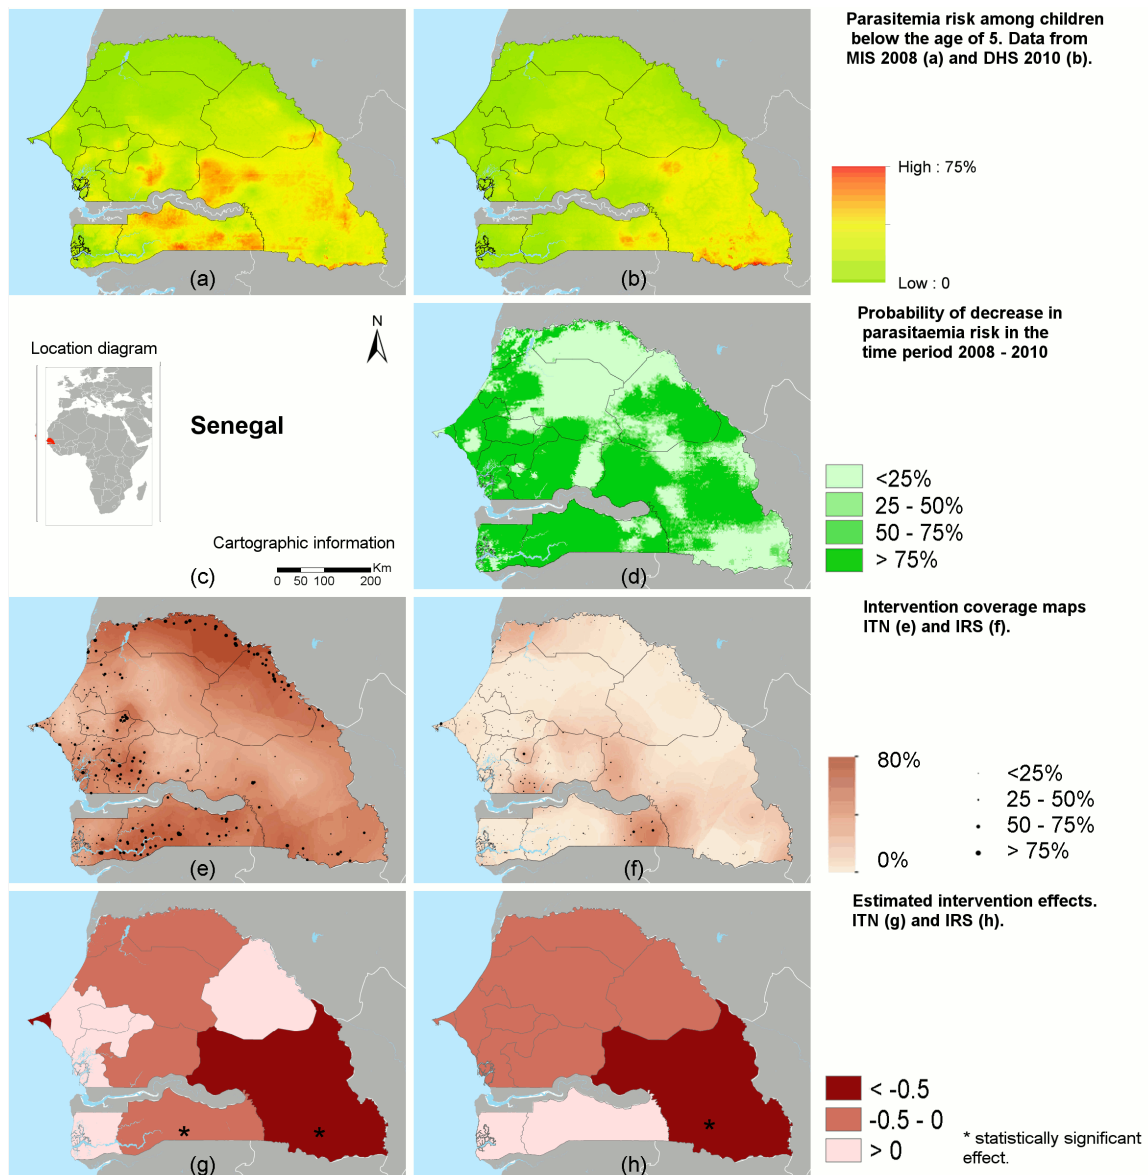 Parasitemia risk among children
below the age of 5. Data from
MIS 2008 (a) and DHS 2010 (b).
High : 75%
Low : 0
(a)
(b)
Probability of decrease in
parasitaemia risk in the
time period 2008 - 2010
N
Location diagram
Senegal
<25%
25 - 50%
50 - 75%
> 75%
Cartographic information
Km
0 50 100 200
(c)
(d)
Intervention coverage maps
ITN (e) and IRS (f).
80%
0%
<25%
25 - 50%
50 - 75%
> 75%
(e)
(f)
Estimated intervention effects.
ITN (g) and IRS (h).
< -0.5
-0.5 - 0
> 0
* statistically significant
effect.
*
*
*
(g)
(h)